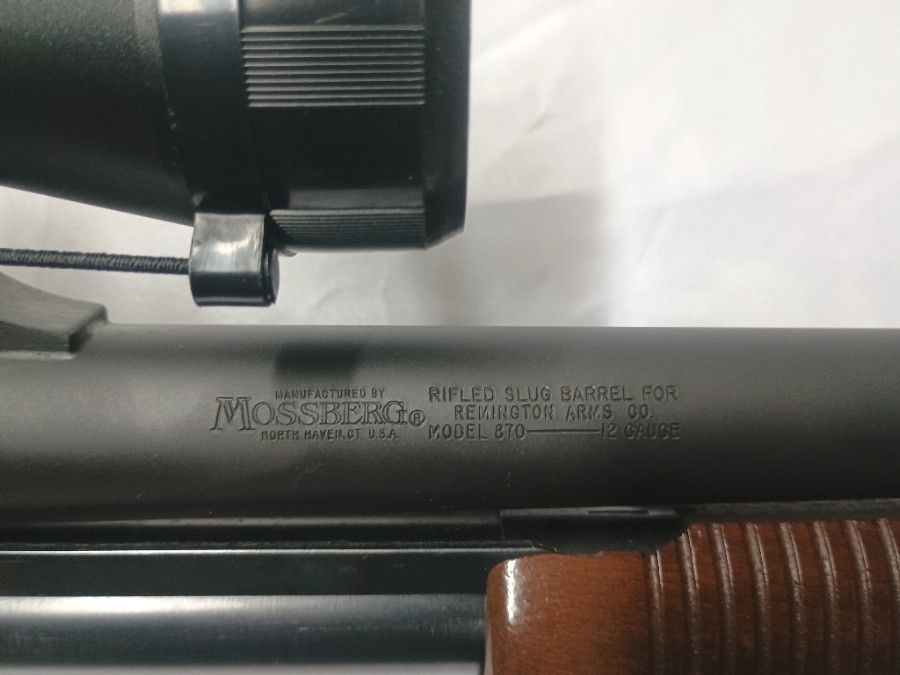 MANUFACTURED BY
MOSSBERG®
NORTH HAVEN, CT. U.S.A.
RIFLED SLUG BARREL FOR
REMINGTON ARMS CO.
MODEL 870———12 GAUGE